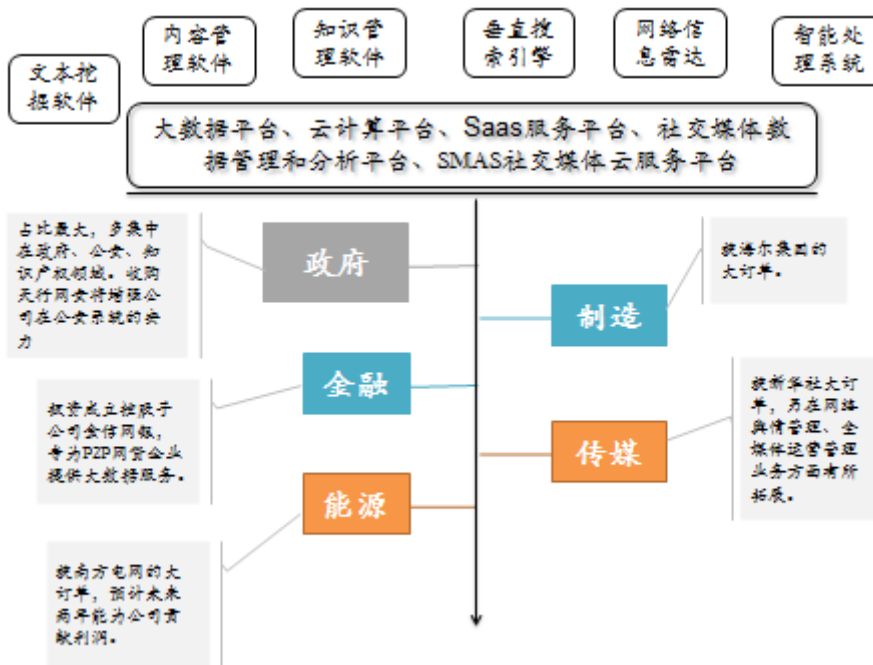 文本挖
掘软件
内容管
理软件
知识管
理软件
垂直搜
索引擎
网络信
息雷达
智能处
理系统
大数据平台、云计算平台、Saas服务平台、社交媒体数
据管理和分析平台、SMAS社交媒体云服务平台
占比最大，多集中
在政府、公安、知
识产权领域。收购
天行网安将增强公
司在公安系统的实
力
政府
获海尔集团的
大订单。
制造
金融
投资成立控股子
公司金信网银，
专为P2P网贷企业
提供大数据服务。
获新华社大订
单，另在网络
舆情管理、全
媒体运营管理
业务方面有所
拓展。
传媒
能源
获南方电网的大
订单，预计未来
两年能为公司贡
献利润。